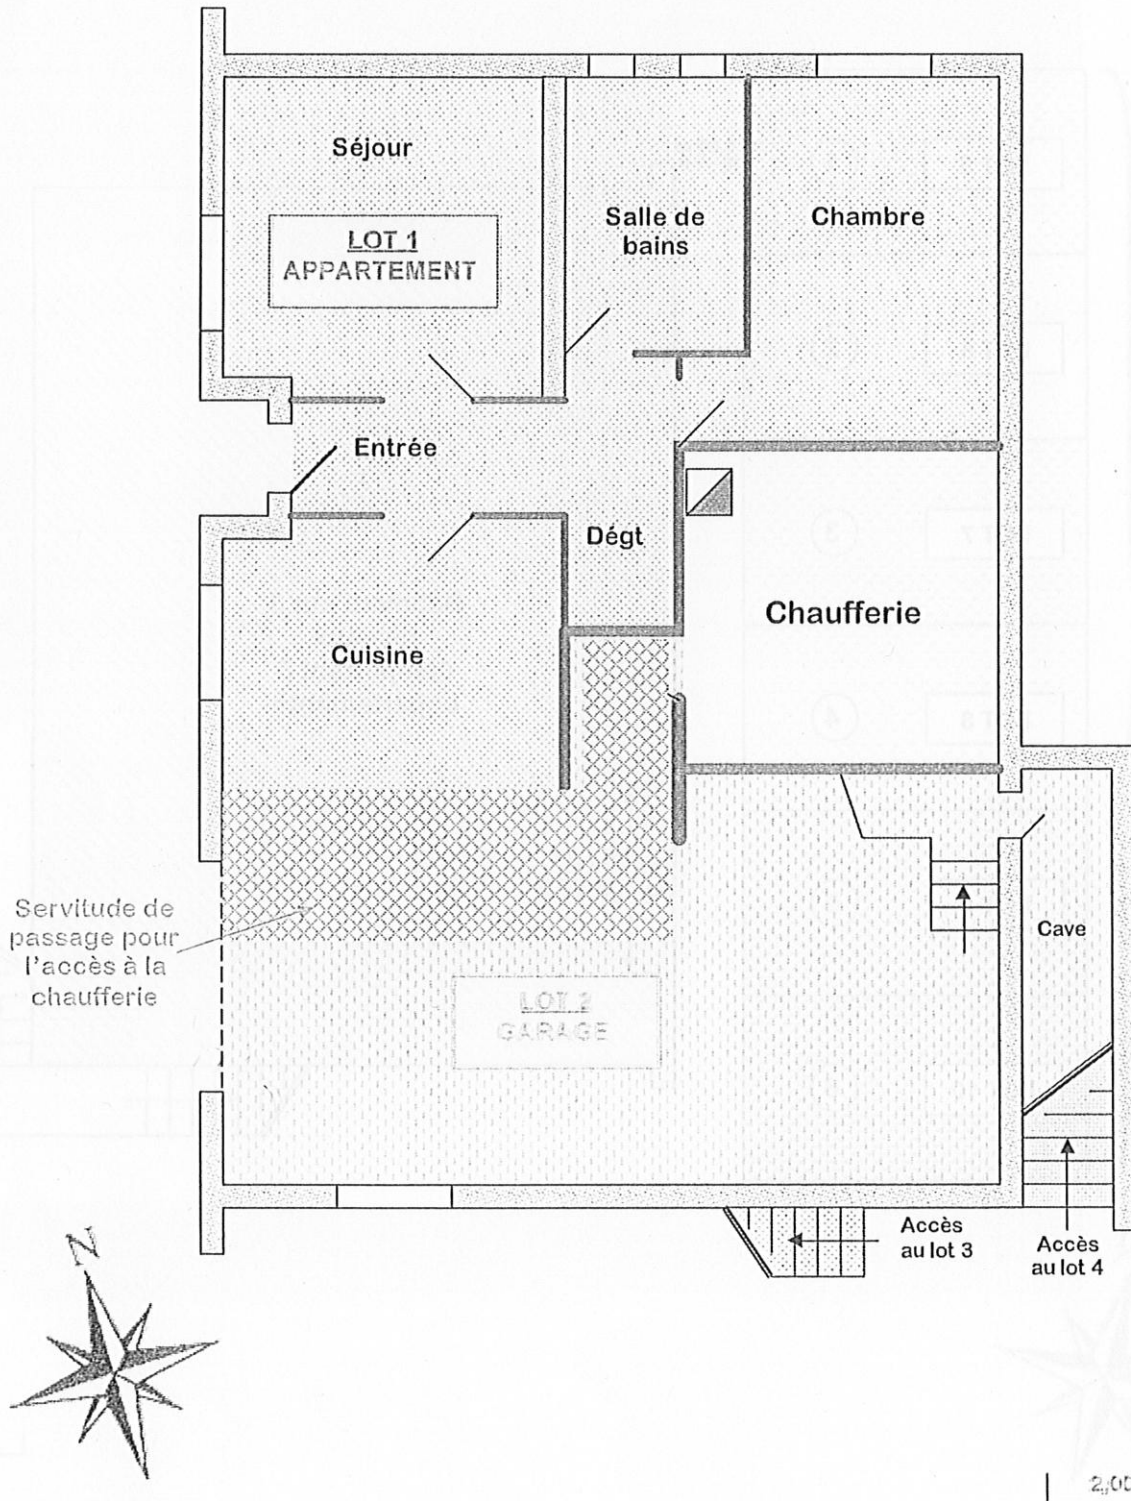 Séjour
LOT 1
APPARTEMENT
Salle de
bains
Chambre
Entrée
Dégt
Chaufferie
Cuisine
Servitude de
passage pour
l'accès à la
chaufferie
LOT 2
GARAGE
Cave
Accès
au lot 3
Accès
au lot 4
N